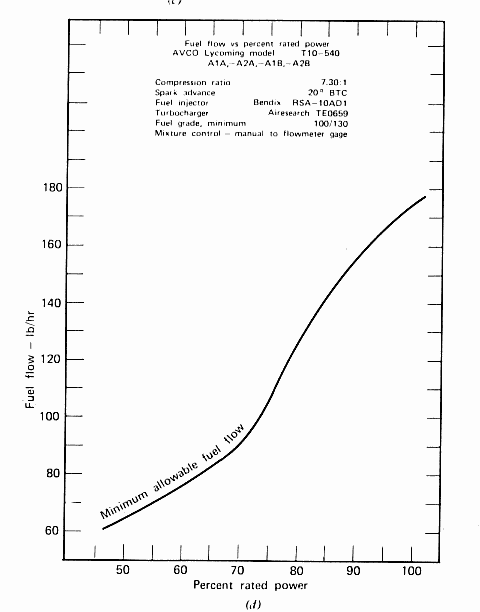 (c)
Fuel flow vs percent rated power
AVCO Lycoming model T10-540
A1A,-A2A,-A1B,-A2B
Compression ratio 7.30:1
Spark advance 20° BTC
Fuel injector Bendix RSA-10AD1
Turbocharger Airesearch TE0659
Fuel grade, minimum 100/130
Mixture control - manual to flowmeter gage
180
160
140
120
100
80
60
Fuel flow - lb/hr
Minimum allowable fuel flow
50 60 70 80 90 100
Percent rated power
(d)